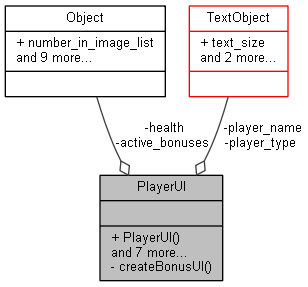 Object
+ number_in_image_list
and 9 more...
TextObject
+ text_size
and 2 more...
-health
-active_bonuses
-player_name
-player_type
PlayerUI
+ PlayerUI()
and 7 more...
- createBonusUI()